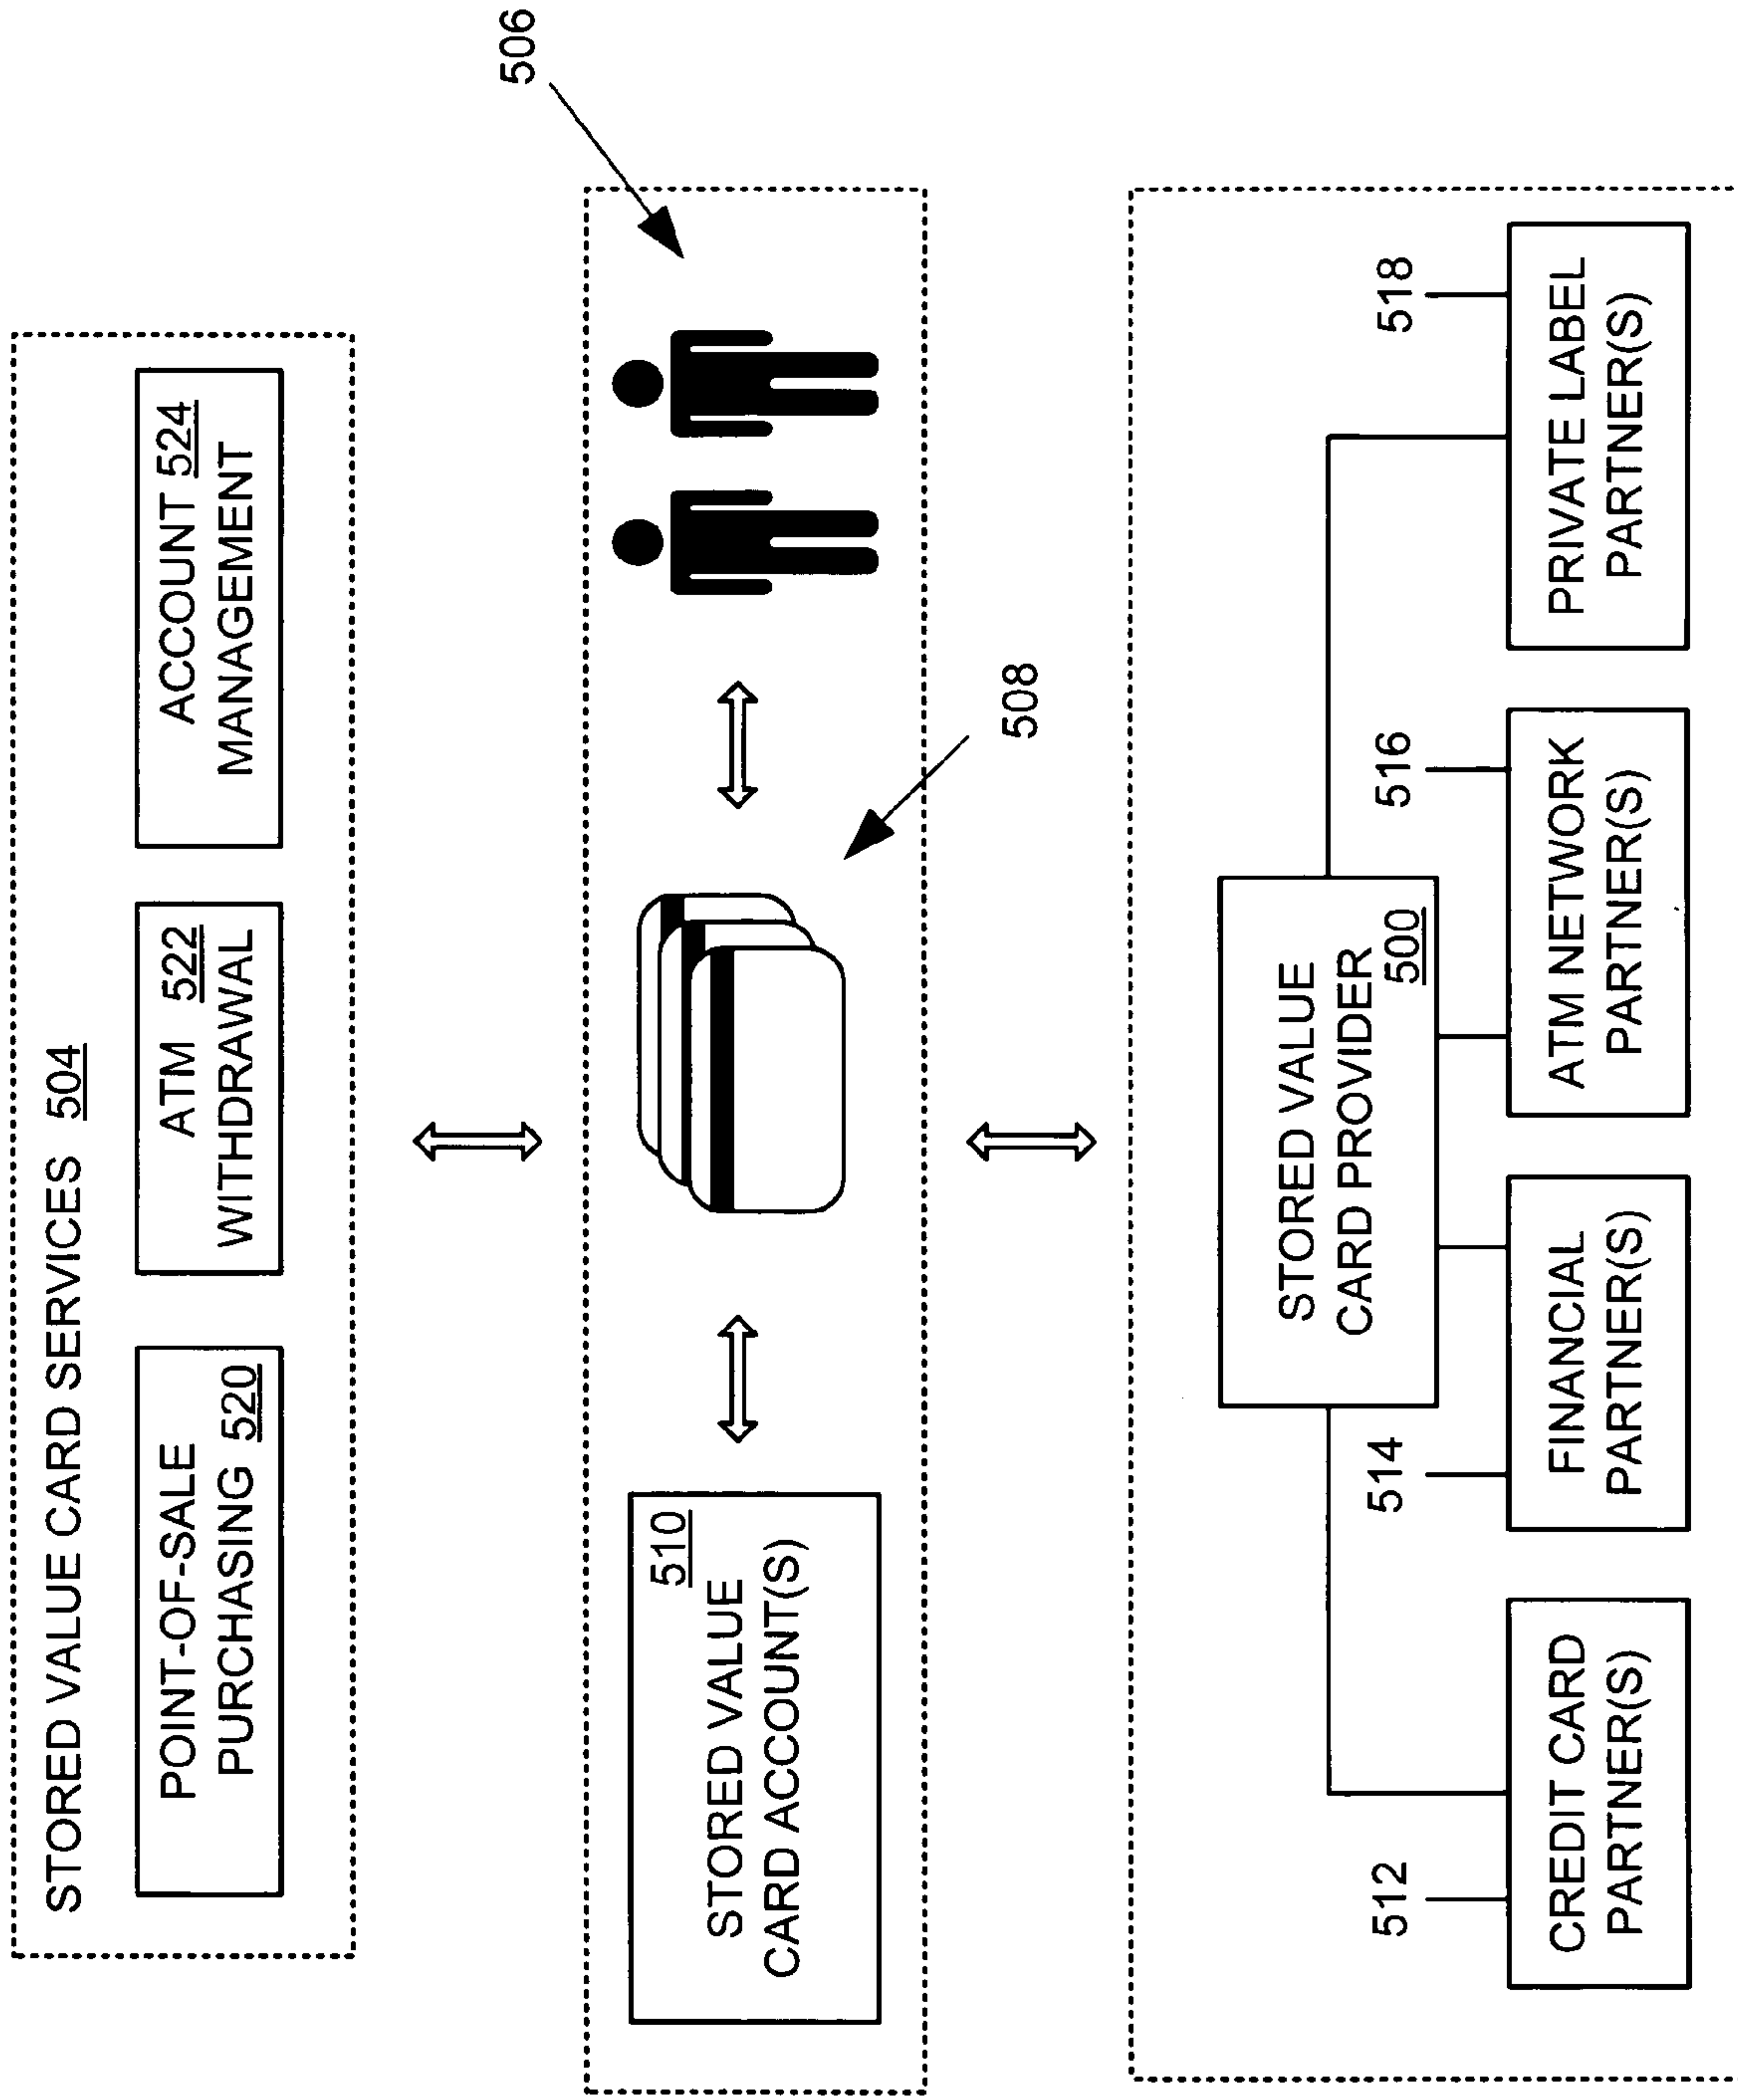 STORED VALUE CARD SERVICES 504
POINT-OF-SALE
PURCHASING 520
ATM 522
WITHDRAWAL
ACCOUNT 524
MANAGEMENT
506
510
STORED VALUE
CARD ACCOUNT(S)
508
STORED VALUE
CARD PROVIDER
500
512
514
516
518
CREDIT CARD
PARTNER(S)
FINANCIAL
PARTNER(S)
ATM NETWORK
PARTNER(S)
PRIVATE LABEL
PARTNER(S)